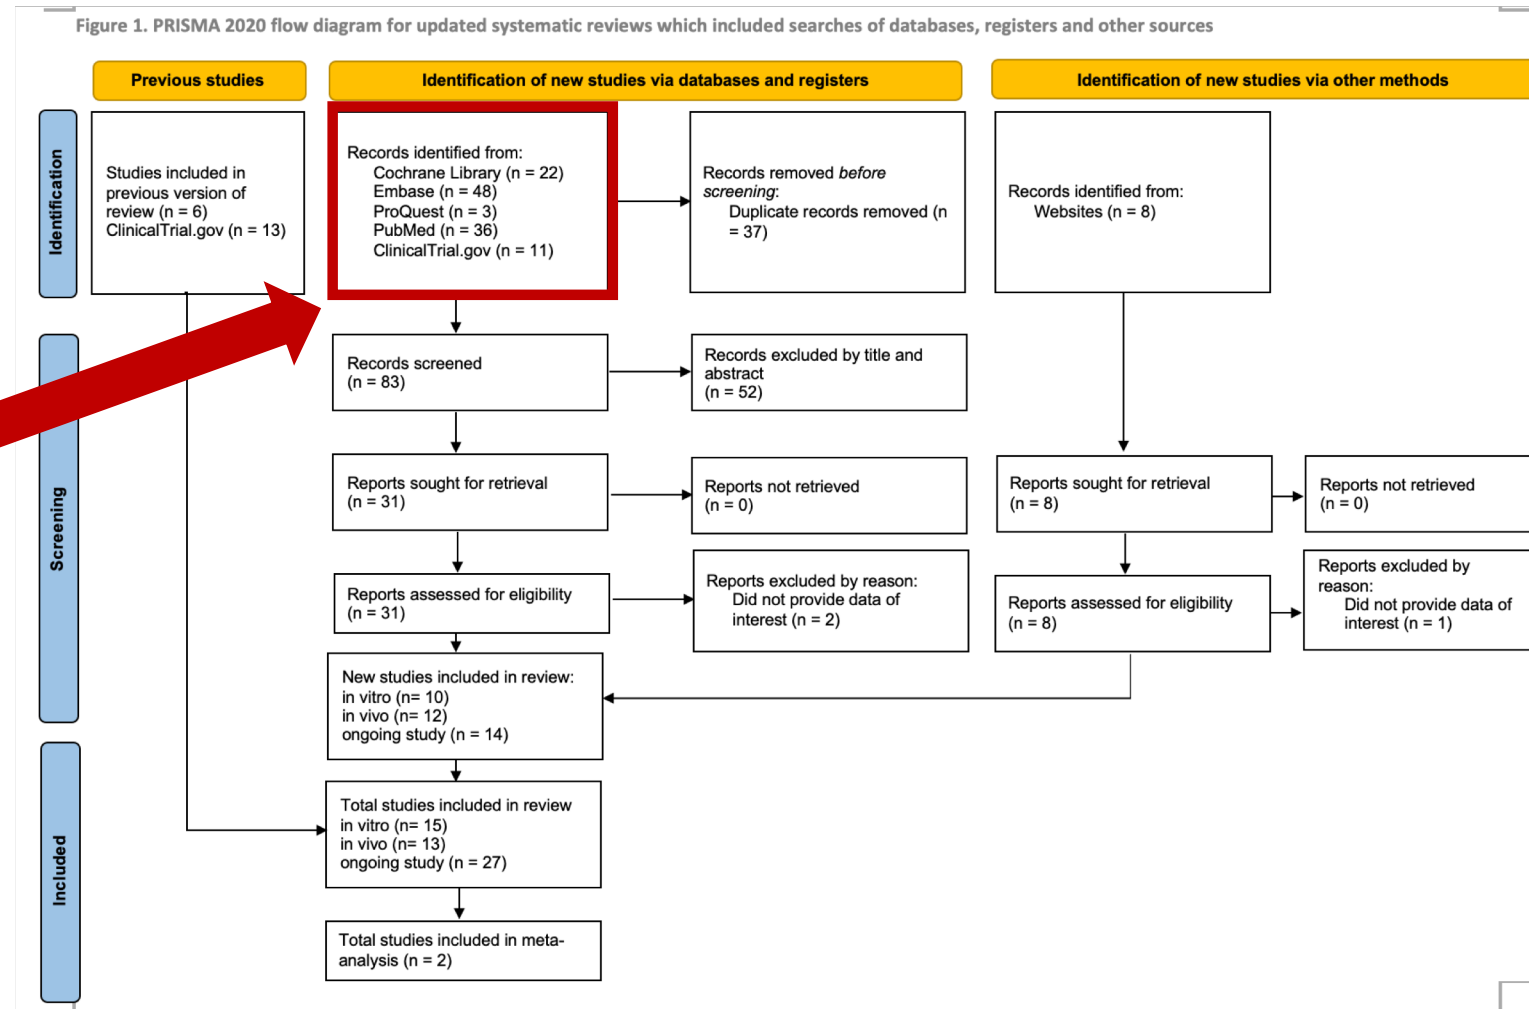 Figure 1. PRISMA 2020 flow diagram for updated systematic reviews which included searches of databases, registers and other sources
Previous studies
Identification of new studies via databases and registers
Identification of new studies via other methods
Identification
Studies included in
previous version of
review (n = 6)
ClinicalTrial.gov (n = 13)
Records identified from:
Cochrane Library (n = 22)
Embase (n = 48)
ProQuest (n = 3)
PubMed (n = 36)
ClinicalTrial.gov (n = 11)
Records removed before
screening:
Duplicate records removed (n
= 37)
Records identified from:
Websites (n = 8)
Screening
Records screened
(n = 83)
Records excluded by title and
abstract
(n = 52)
Reports sought for retrieval
(n = 31)
Reports not retrieved
(n = 0)
Reports sought for retrieval
(n = 8)
Reports not retrieved
(n = 0)
Reports assessed for eligibility
(n = 31)
Reports excluded by reason:
Did not provide data of
interest (n = 2)
Reports assessed for eligibility
(n = 8)
Reports excluded by
reason:
Did not provide data of
interest (n = 1)
New studies included in review:
in vitro (n= 10)
in vivo (n= 12)
ongoing study (n = 14)
Included
Total studies included in review
in vitro (n= 15)
in vivo (n= 13)
ongoing study (n = 27)
Total studies included in meta-
analysis (n = 2)